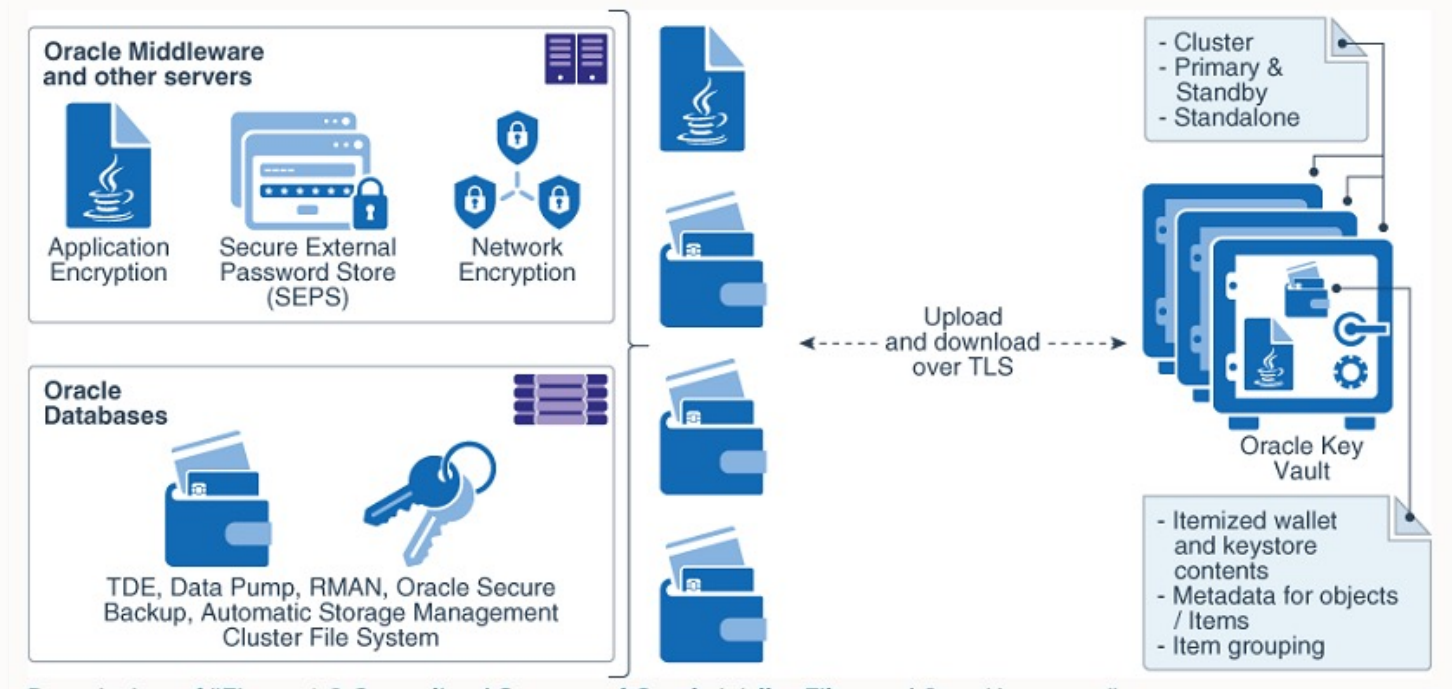 Oracle Middleware
and other servers
Application
Encryption
Secure External
Password Store
(SEPS)
Network
Encryption
Oracle
Databases
TDE, Data Pump, RMAN, Oracle Secure
Backup, Automatic Storage Management
Cluster File System
Upload
and download
over TLS
- Cluster
- Primary &
Standby
- Standalone
Oracle Key
Vault
- Itemized wallet
and keystore
contents
- Metadata for objects
/ Items
- Item grouping